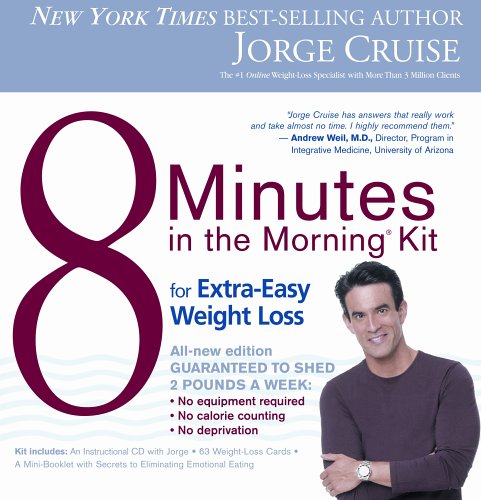 NEW YORK TIMES BEST-SELLING AUTHOR
JORGE CRUISE
The #1 Online Weight-Loss Specialist with More Than 3 Million Clients
"Jorge Cruise has answers that really work
and take almost no time. I highly recommend them."
— Andrew Weil, M.D., Director, Program in
Integrative Medicine, University of Arizona
8 Minutes
in the Morning® Kit
for Extra-Easy
Weight Loss
All-new edition
GUARANTEED TO SHED
2 POUNDS A WEEK:
• No equipment required
• No calorie counting
• No deprivation
Kit includes: An Instructional CD with Jorge • 63 Weight-Loss Cards •
A Mini-Booklet with Secrets to Eliminating Emotional Eating